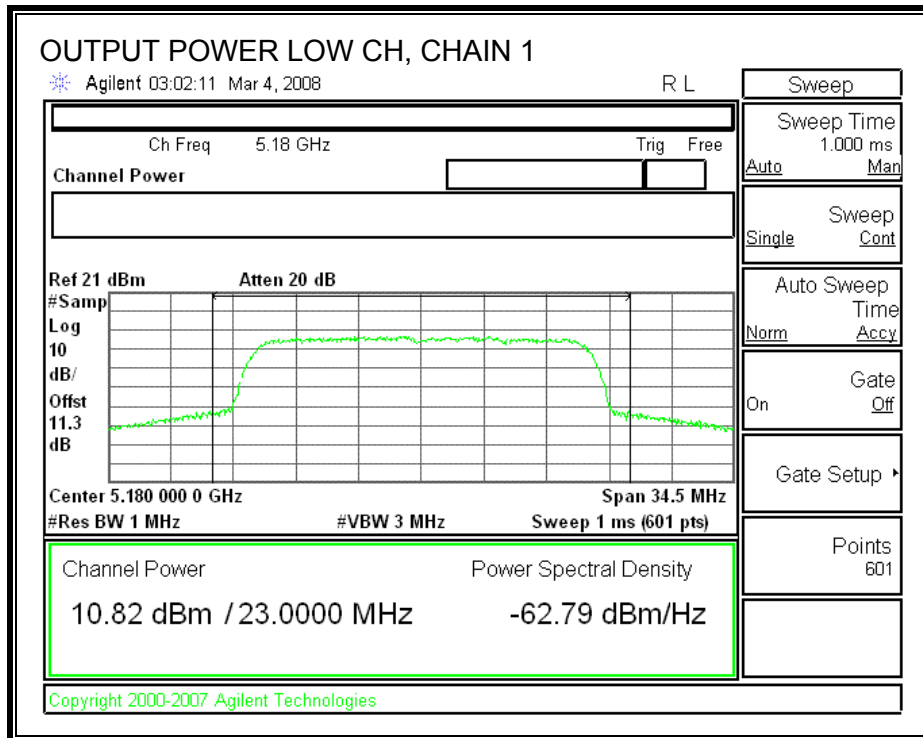 OUTPUT POWER LOW CH, CHAIN 1
Agilent 03:02:11 Mar 4, 2008 R L
Ch Freq 5.18 GHz Trig Free
Channel Power
Ref 21 dBm Atten 20 dB
#Samp
Log
10
dB/
Offst
11.3
dB
Center 5.180 000 0 GHz Span 34.5 MHz
#Res BW 1 MHz #VBW 3 MHz Sweep 1 ms (601 pts)
Channel Power Power Spectral Density
10.82 dBm / 23.0000 MHz -62.79 dBm/Hz
Copyright 2000-2007 Agilent Technologies
Sweep
Sweep Time
1.000 ms
Auto Man
Sweep
Single Cont
Auto Sweep
Time
Norm Accy
Gate
On Off
Gate Setup
Points
601